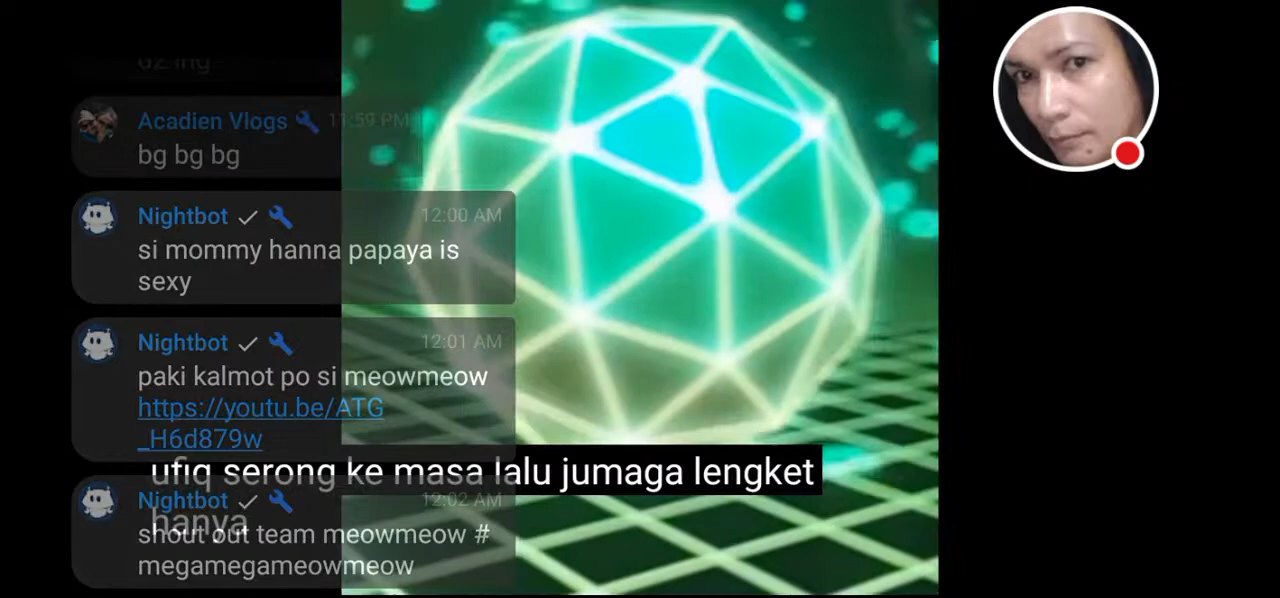 Acadien Vlogs 11:59 PM
bg bg bg
Nightbot 12:00 AM
si mommy hanna papaya is
sexy
Nightbot 12:01 AM
paki kalmot po si meowmeow
https://youtu.be/ATG
_H6d879w
ufiq serong ke masa lalu jumaga lengket
hanya
Nightbot 12:02 AM
shout out team meowmeow #
megamegameowmeow